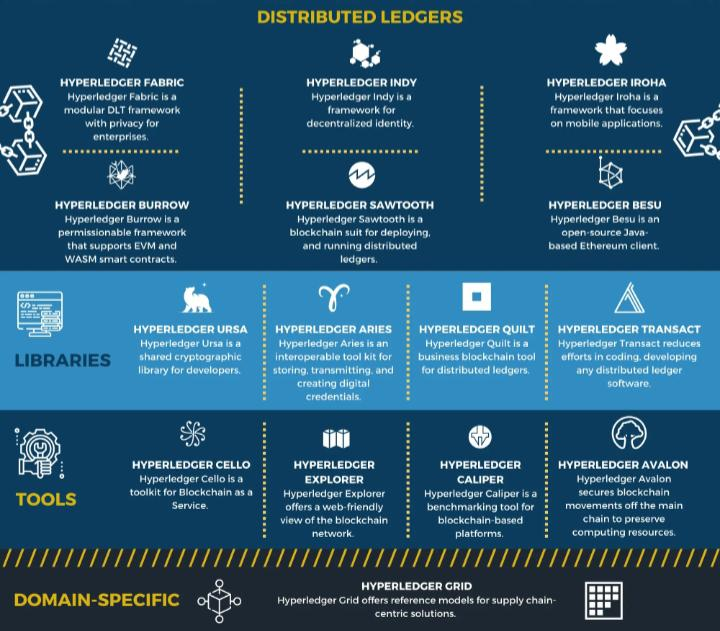 DISTRIBUTED LEDGERS
HYPERLEDGER FABRIC
Hyperledger Fabric is a
modular DLT framework
with privacy for
enterprises.
HYPERLEDGER INDY
Hyperledger Indy is a
framework for
decentralized identity.
HYPERLEDGER IROHA
Hyperledger Iroha is a
framework that focuses
on mobile applications.
HYPERLEDGER BURROW
Hyperledger Burrow is a
permissionable framework
that supports EVM and
WASM smart contracts.
HYPERLEDGER SAWTOOTH
Hyperledger Sawtooth is a
blockchain suit for deploying,
and running distributed
ledgers.
HYPERLEDGER BESU
Hyperledger Besu is an
open-source Java-
based Ethereum client.
LIBRARIES
HYPERLEDGER URSA
Hyperledger Ursa is a
shared cryptographic
library for developers.
HYPERLEDGER ARIES
Hyperledger Aries is an
interoperable tool kit for
storing, transmitting, and
creating digital
credentials.
HYPERLEDGER QUILT
Hyperledger Quilt is a
business blockchain tool
for distributed ledgers.
HYPERLEDGER TRANSACT
Hyperledger Transact reduces
efforts in coding, developing
any distributed ledger
software.
TOOLS
HYPERLEDGER CELLO
Hyperledger Cello is a
toolkit for Blockchain as a
Service.
HYPERLEDGER
EXPLORER
Hyperledger Explorer
offers a web-friendly
view of the blockchain
network.
HYPERLEDGER
CALIPER
Hyperledger Caliper is a
benchmarking tool for
blockchain-based
platforms.
HYPERLEDGER AVALON
Hyperledger Avalon
secures blockchain
movements off the main
chain to preserve
computing resources.
DOMAIN-SPECIFIC
HYPERLEDGER GRID
Hyperledger Grid offers reference models for supply chain-
centric solutions.